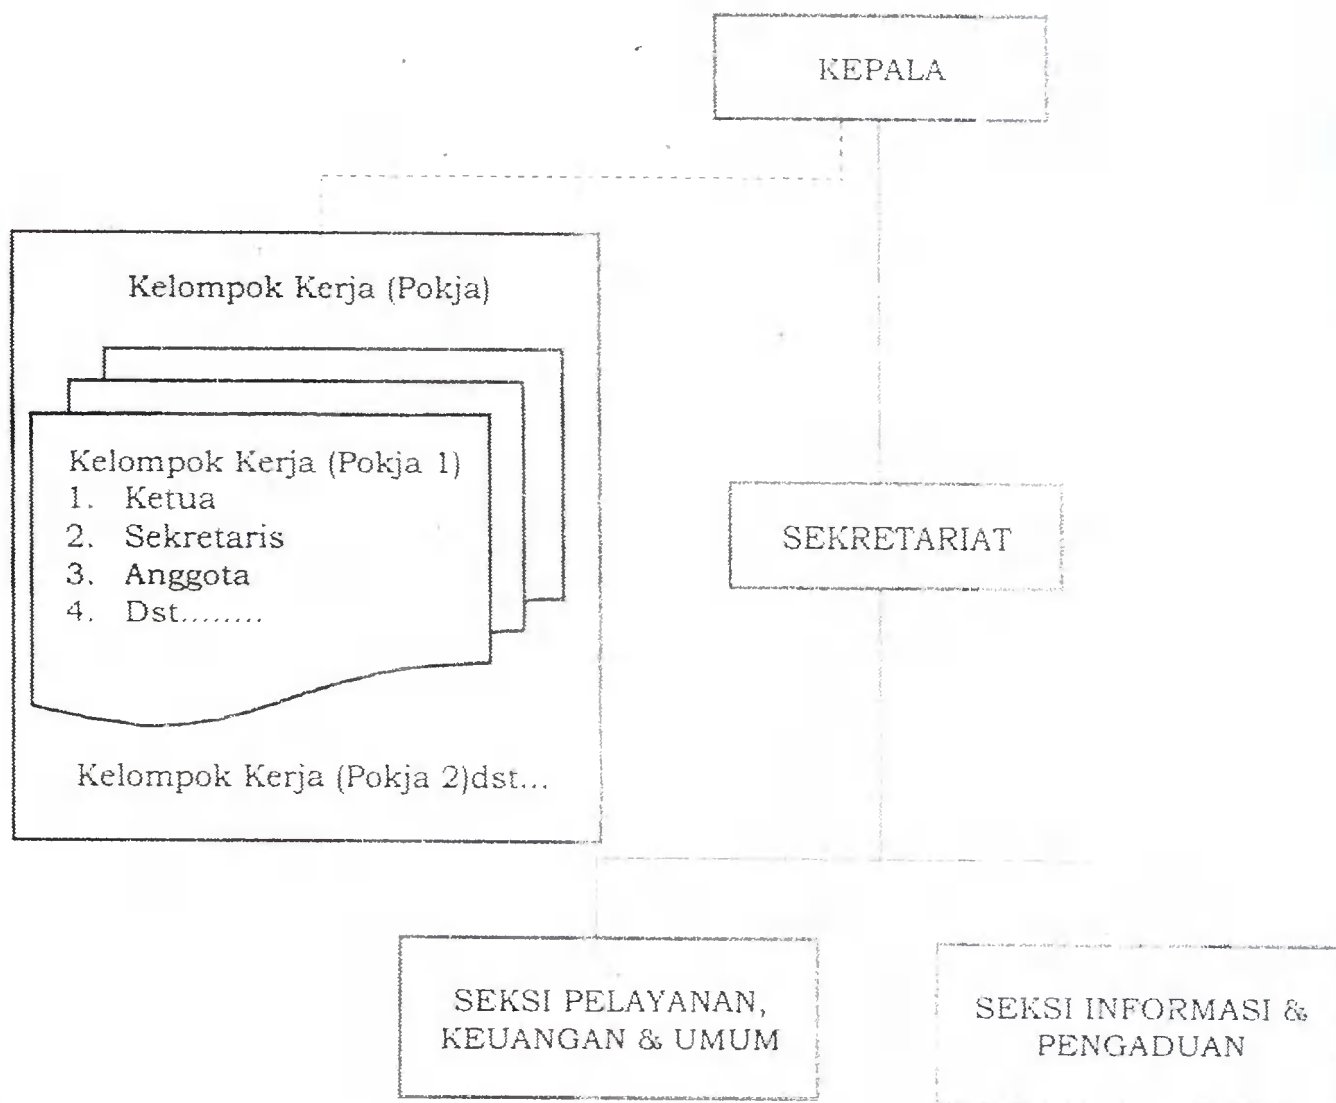 KEPALA
Kelompok Kerja (Pokja)
Kelompok Kerja (Pokja 1)
1. Ketua
2. Sekretaris
3. Anggota
4. Dst........
Kelompok Kerja (Pokja 2)dst...
SEKRETARIAT
SEKSI PELAYANAN,
KEUANGAN & UMUM
SEKSI INFORMASI &
PENGADUAN